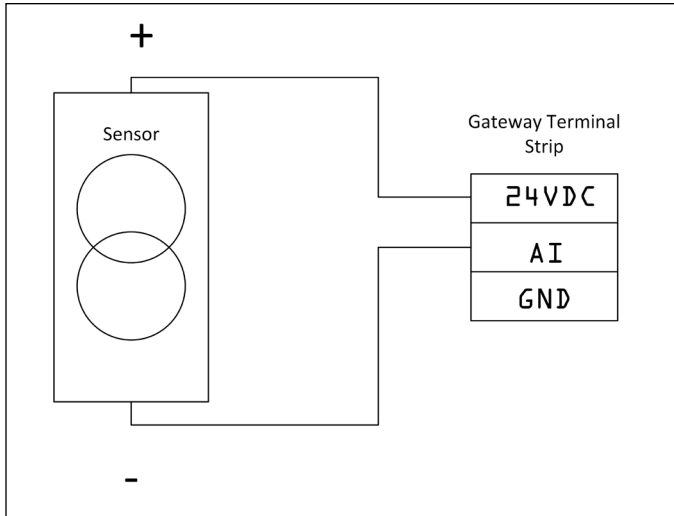 +
Sensor
Gateway Terminal
Strip
24VDC
AI
GND
-